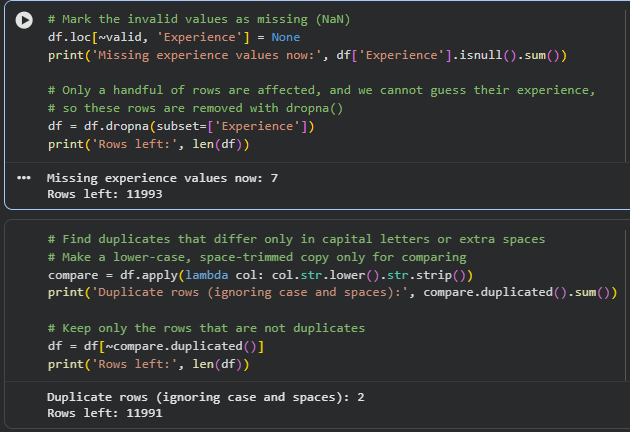 # Mark the invalid values as missing (NaN)
df.loc[~valid, 'Experience'] = None
print('Missing experience values now:', df['Experience'].isnull().sum())
# Only a handful of rows are affected, and we cannot guess their experience,
# so these rows are removed with dropna()
df = df.dropna(subset=['Experience'])
print('Rows left:', len(df))
Missing experience values now: 7
Rows left: 11993
# Find duplicates that differ only in capital letters or extra spaces
# Make a lower-case, space-trimmed copy only for comparing
compare = df.apply(lambda col: col.str.lower().str.strip())
print('Duplicate rows (ignoring case and spaces):', compare.duplicated().sum())
# Keep only the rows that are not duplicates
df = df[~compare.duplicated()]
print('Rows left:', len(df))
Duplicate rows (ignoring case and spaces): 2
Rows left: 11991